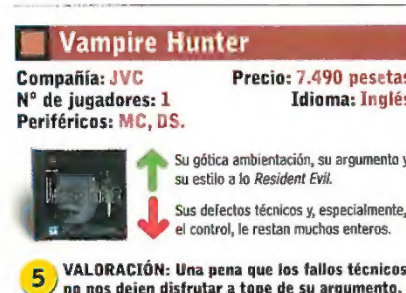 Vampire Hunter
Compañía: JVC
Precio: 7.490 pesetas
Nº de jugadores: 1
Idioma: Inglés
Periféricos: MC, DS.
Su gótica ambientación, su argumento y
su estilo a lo Resident Evil.
Sus defectos técnicos y, especialmente,
el control, le restan muchos enteros.
5
VALORACIÓN: Una pena que los fallos técnicos
no nos dejen disfrutar a tope de su argumento.